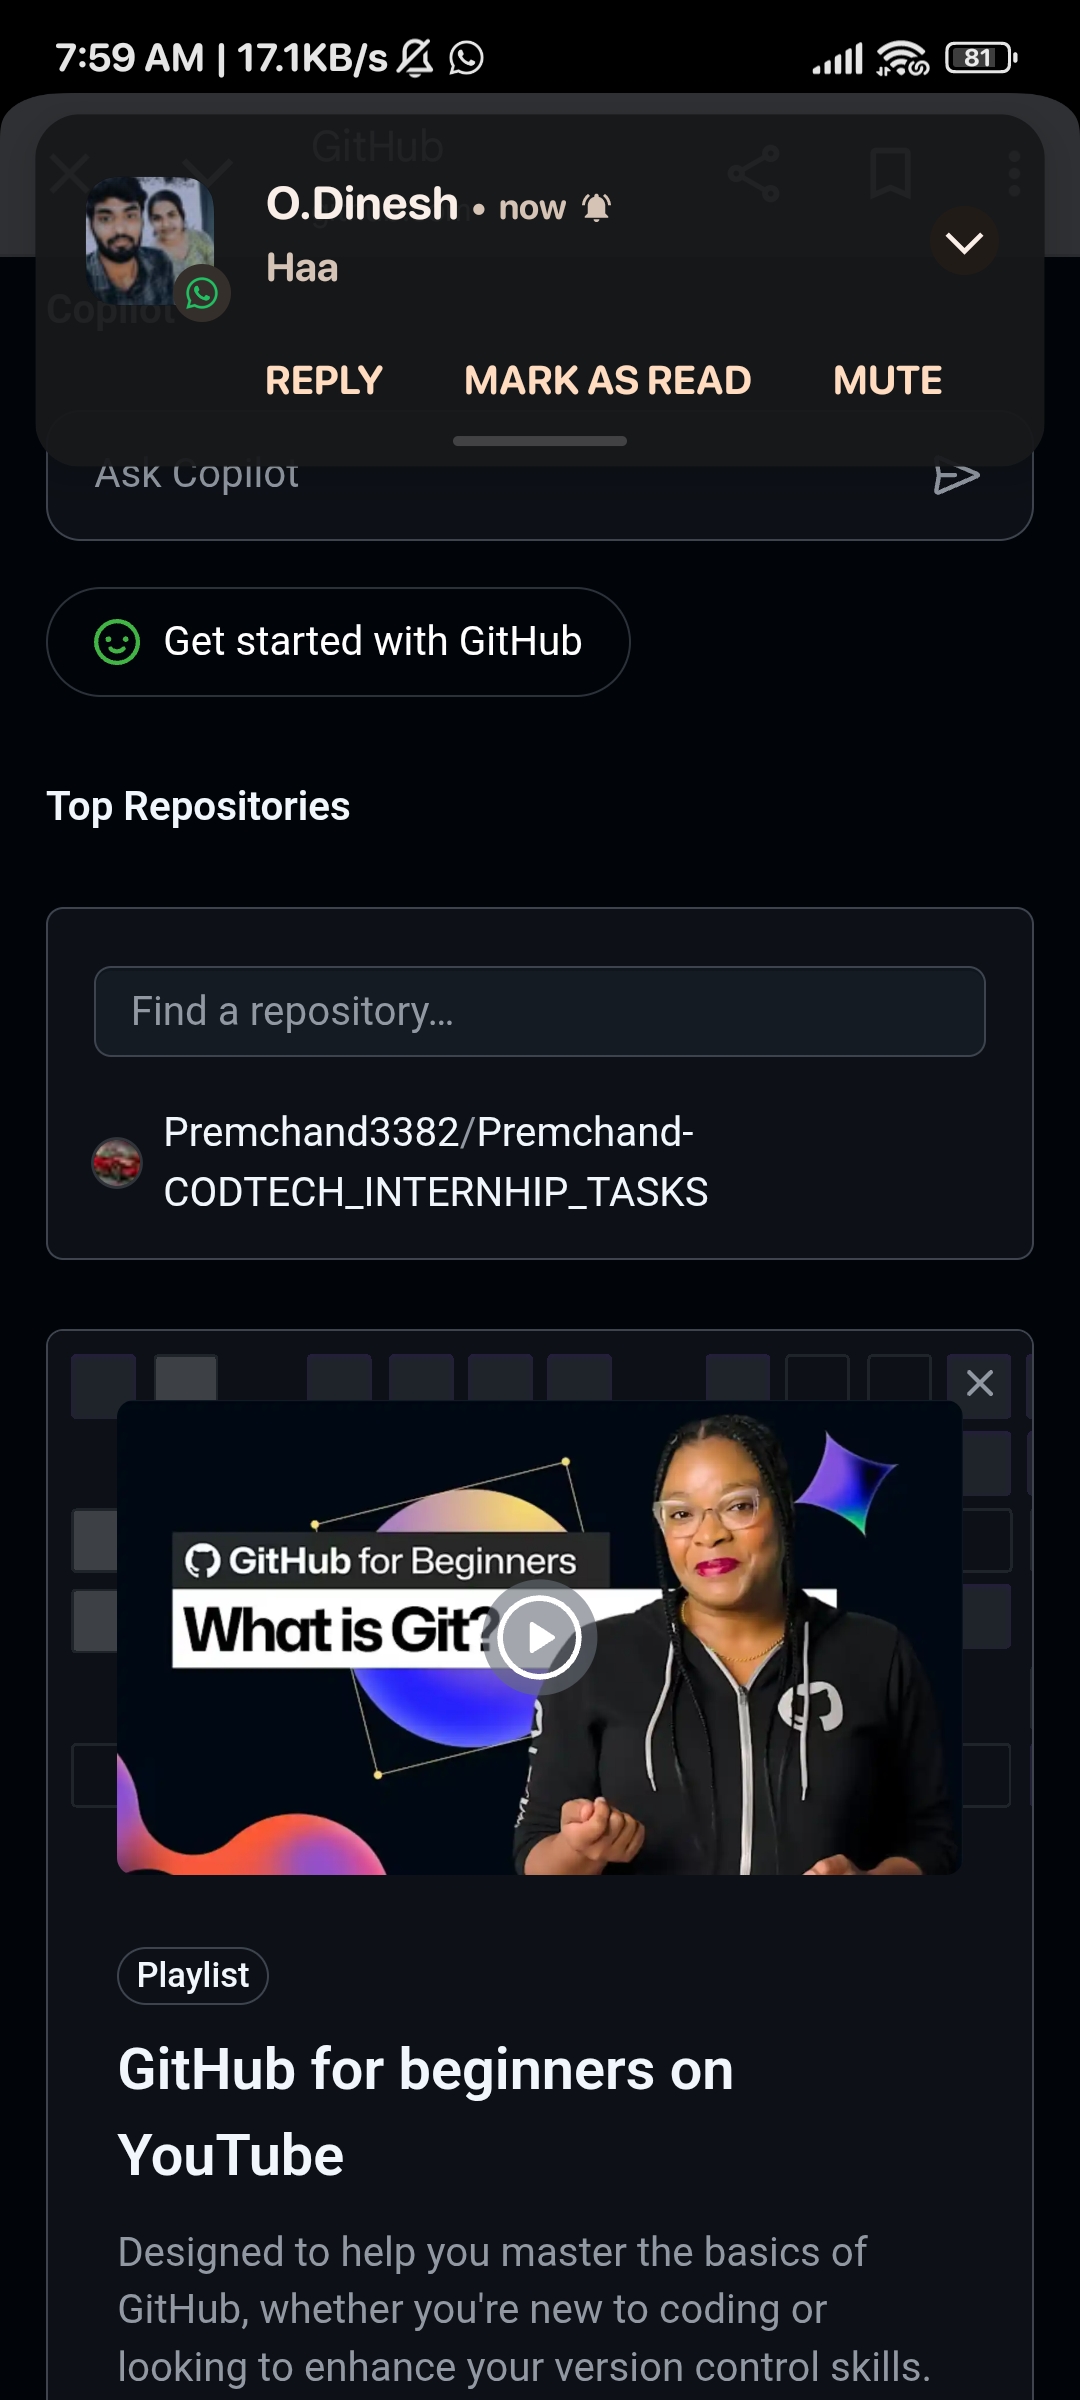 7:59 AM | 17.1KB/s
81
GitHub
O.Dinesh • now
Haa
Copilot
REPLY MARK AS READ MUTE
Ask Copilot
Get started with GitHub
Top Repositories
Find a repository...
Premchand3382/Premchand-
CODTECH_INTERNHIP_TASKS
GitHub for Beginners
What is Git?
Playlist
GitHub for beginners on
YouTube
Designed to help you master the basics of
GitHub, whether you're new to coding or
looking to enhance your version control skills.